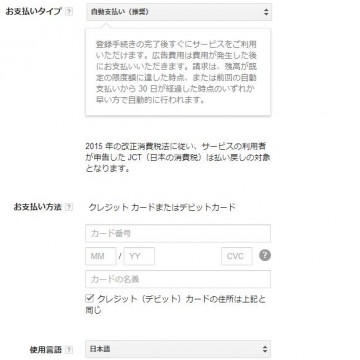 お支払いタイプ ? 自動支払い（推奨）
登録手続きの完了後すぐにサービスをご利用
いただけます。広告費用は費用が発生した後
にお支払いいただきます。請求は、残高が既
定の限度額に達した時点、または前回の自動
支払いから 30 日が経過した時点のいずれか
早い方で自動的に行われます。
2015 年の改正消費税法に従い、サービスの利用者
が申告した JCT（日本の消費税）は払い戻しの対象
となります。
お支払い方法 ? クレジット カードまたはデビットカード
カード番号
MM / YY CVC ?
カードの名義
クレジット（デビット）カードの住所は上記と
同じ
使用言語 ? 日本語